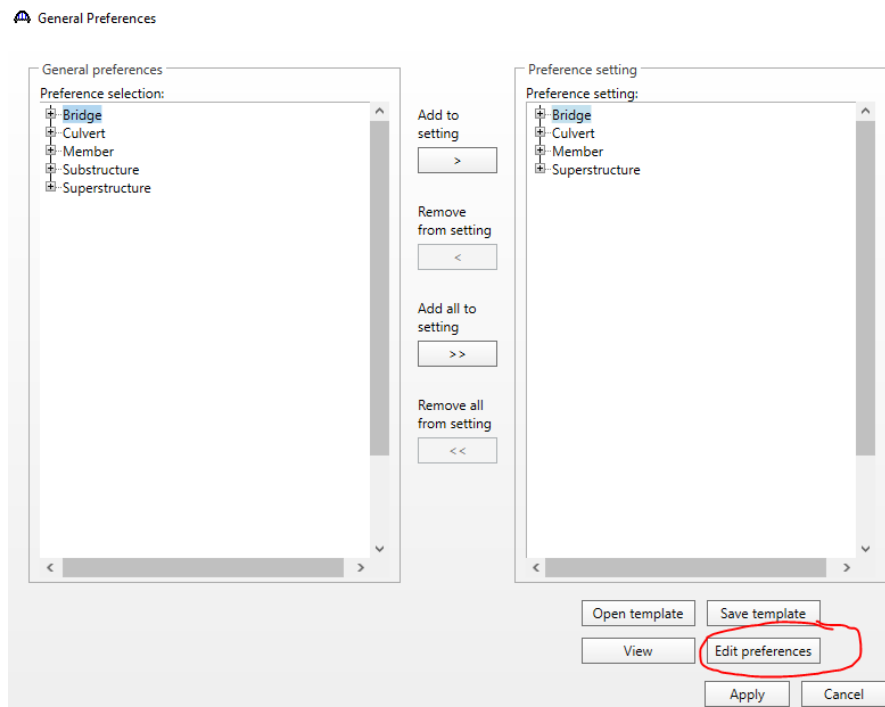 General Preferences
General preferences
Preference selection:
Bridge
Culvert
Member
Substructure
Superstructure
Add to
setting
>
Remove
from setting
<
Add all to
setting
>>
Remove all
from setting
<<
Preference setting
Preference setting:
Bridge
Culvert
Member
Superstructure
Open template
Save template
View
Edit preferences
Apply
Cancel